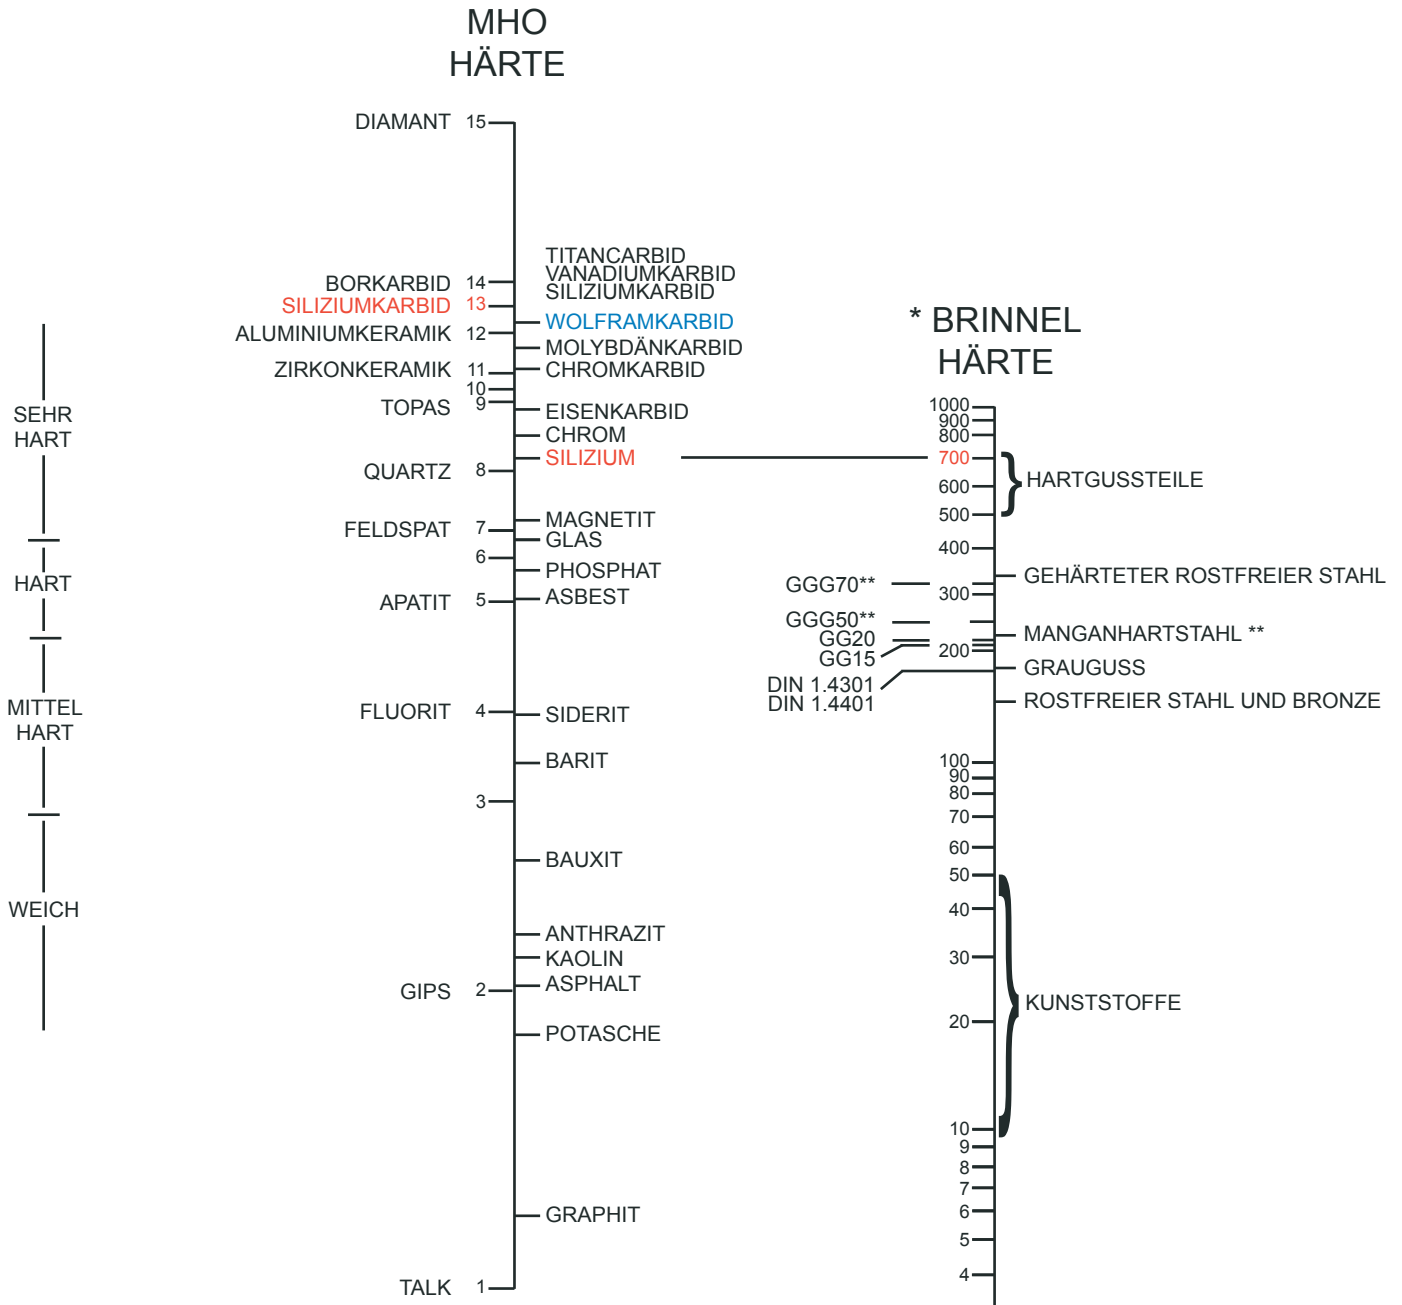 MHO
HÄRTE
DIAMANT 15
BORKARBID 14
SILIZIUMKARBID 13
ALUMINIUMKERAMIK 12
ZIRKONKERAMIK 11
10
TOPAS 9
QUARTZ 8
FELDSPAT 7
6
APATIT 5
FLUORIT 4
3
GIPS 2
TALK 1
TITANCARBID
VANADIUMKARBID
SILIZIUMKARBID
WOLFRAMKARBID
MOLYBDÄNKARBID
CHROMKARBID
EISENKARBID
CHROM
SILIZIUM
MAGNETIT
GLAS
PHOSPHAT
ASBEST
SIDERIT
BARIT
BAUXIT
ANTHRAZIT
KAOLIN
ASPHALT
POTASCHE
GRAPHIT
SEHR
HART
HART
MITTEL
HART
WEICH
* BRINNEL
HÄRTE
1000
900
800
700
600
500
400
300
200
100
90
80
70
60
50
40
30
20
10
9
8
7
6
5
4
HARTGUSSTEILE
GEHÄRTETER ROSTFREIER STAHL
MANGANHARTSTAHL **
GRAUGUSS
ROSTFREIER STAHL UND BRONZE
KUNSTSTOFFE
GGG70**
GGG50**
GG20
GG15
DIN 1.4301
DIN 1.4401